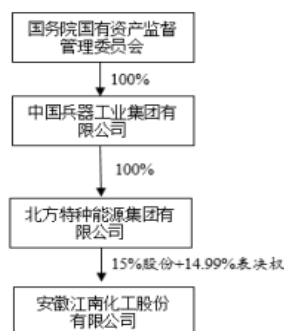 国务院国有资产监督
管理委员会
100%
中国兵器工业集团有
限公司
100%
北方特种能源集团有
限公司
15%股份+14.99%表决权
安徽江南化工股份
有限公司